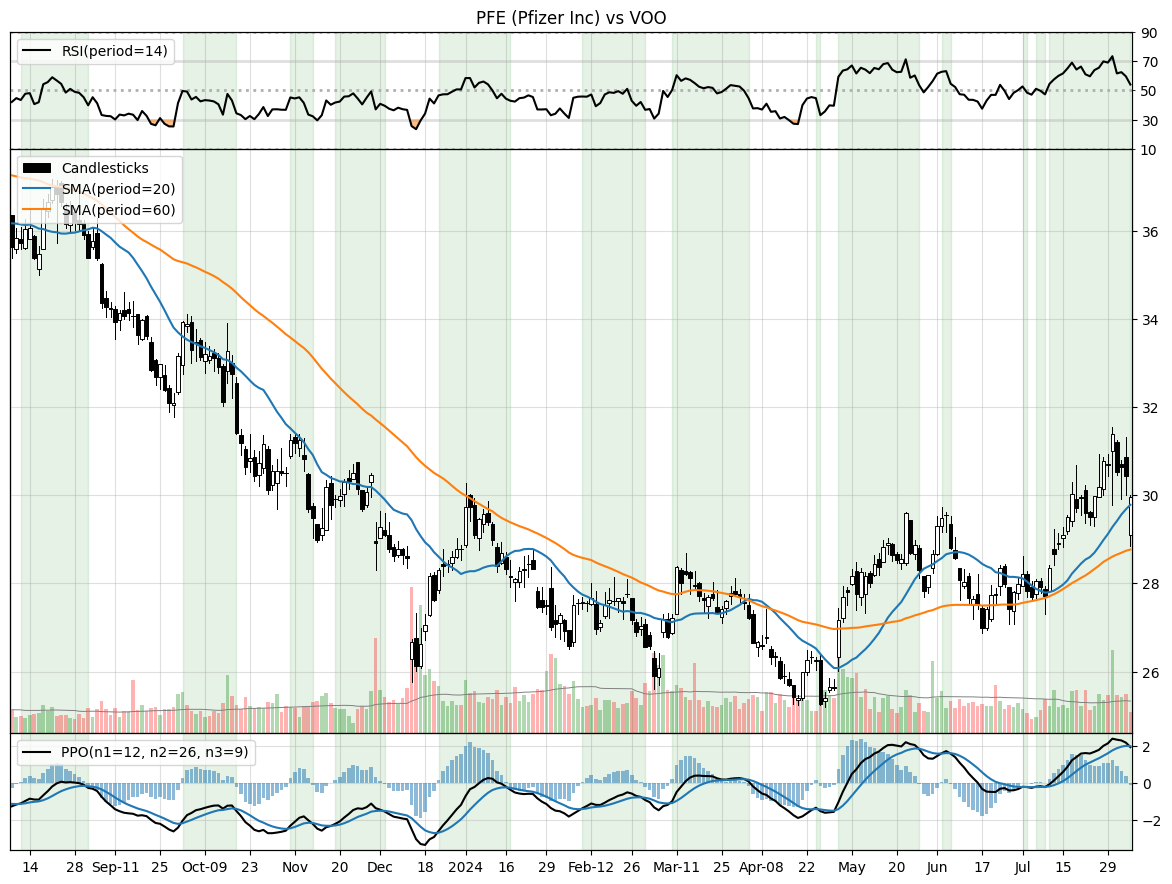 PFE (Pfizer Inc) vs VOO
RSI(period=14)
90
70
50
30
10
Candlesticks
SMA(period=20)
SMA(period=60)
36
34
32
30
28
26
PPO(n1=12, n2=26, n3=9)
2
0
−2
14 28 Sep-11 25 Oct-09 23 Nov 20 Dec 18 2024 16 29 Feb-12 26 Mar-11 25 Apr-08 22 May 20 Jun 17 Jul 15 29